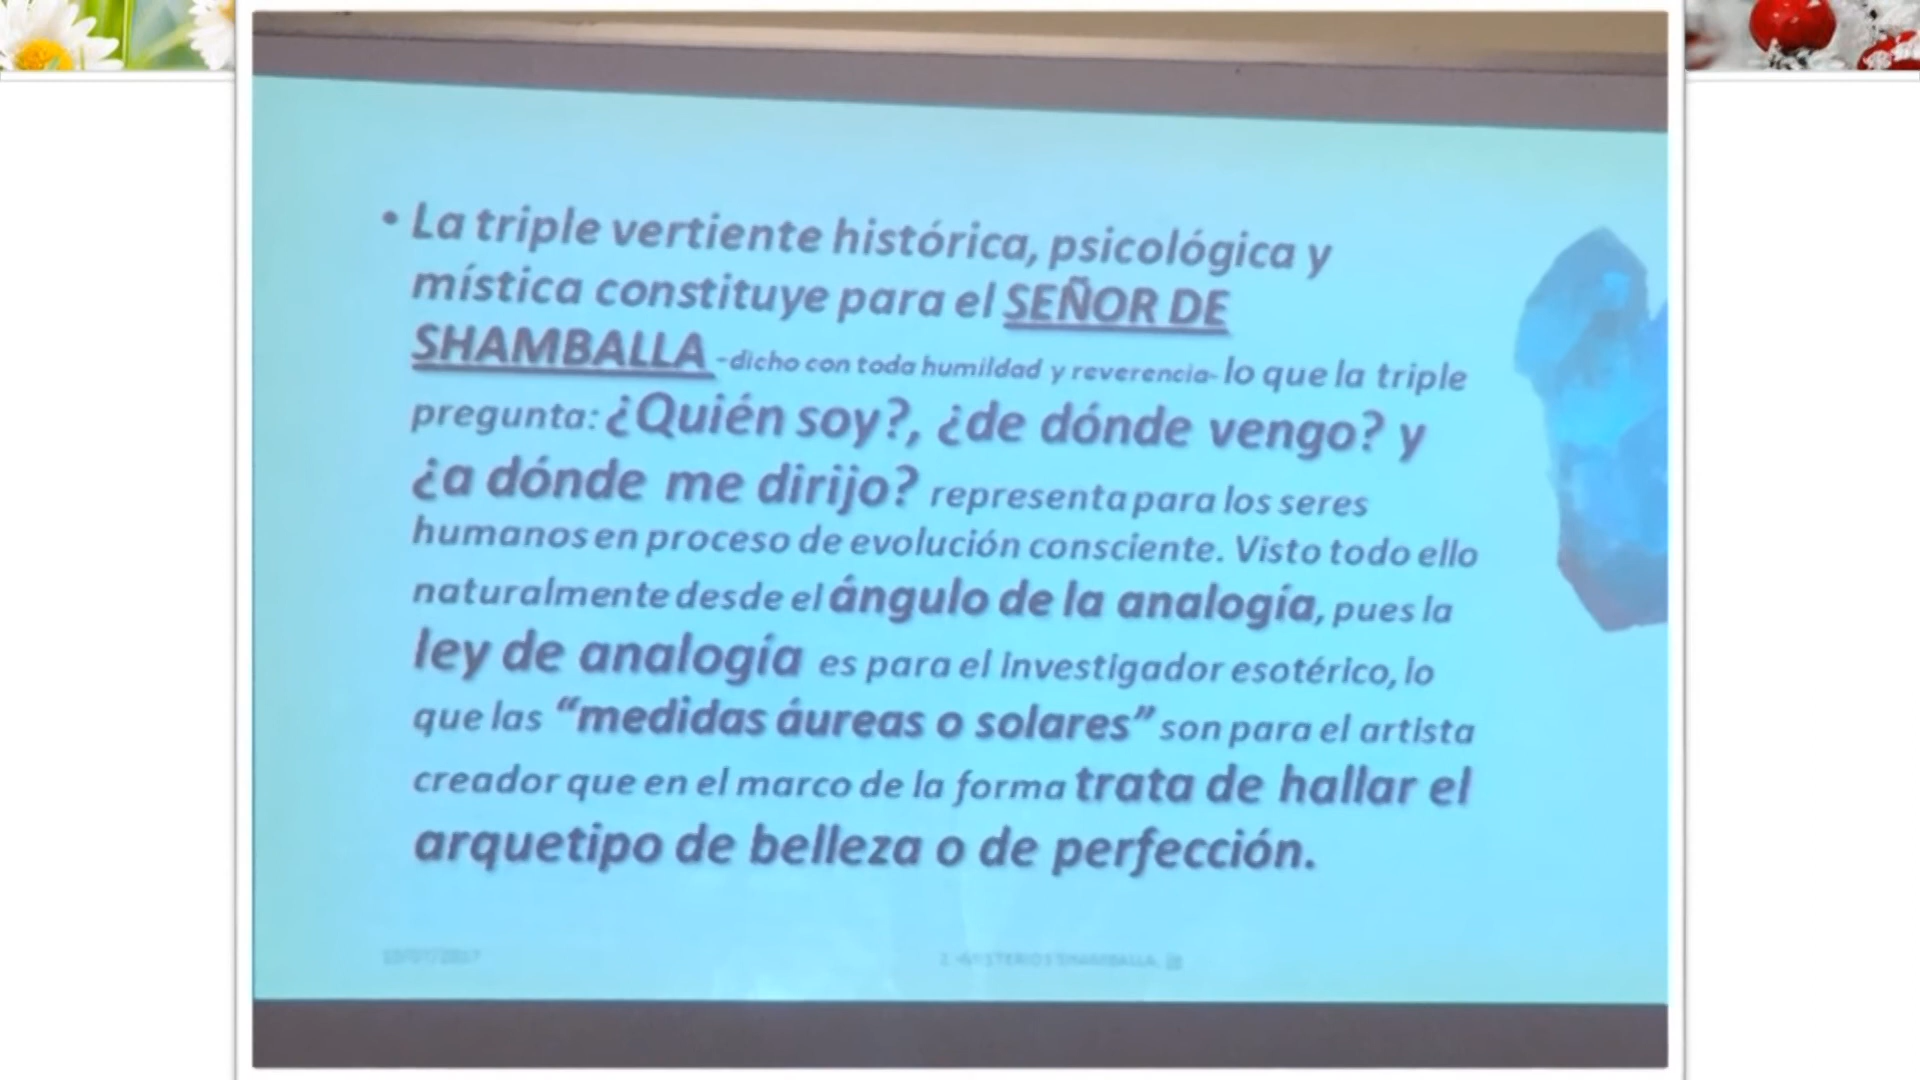 • La triple vertiente histórica, psicológica y
mística constituye para el SEÑOR DE
SHAMBALLA -dicho con toda humildad y reverencia- lo que la triple
pregunta: ¿Quién soy?, ¿de dónde vengo? y
¿a dónde me dirijo? representa para los seres
humanos en proceso de evolución consciente. Visto todo ello
naturalmente desde el ángulo de la analogía, pues la
ley de analogía es para el investigador esotérico, lo
que las “medidas áureas o solares” son para el artista
creador que en el marco de la forma trata de hallar el
arquetipo de belleza o de perfección.